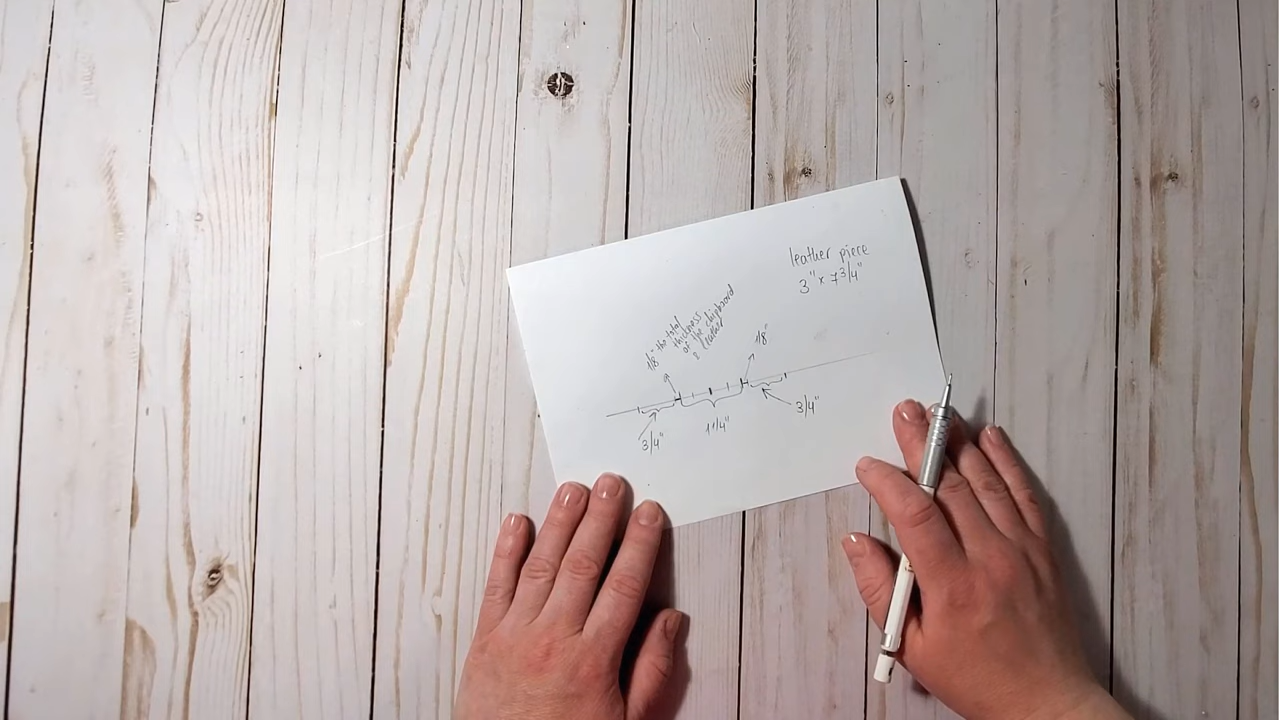 leather piece
3" x 7 3/4"
1/8" the total
thickness
of the chipboard
& leather
1/8"
3/4"
1 1/4"
3/4"